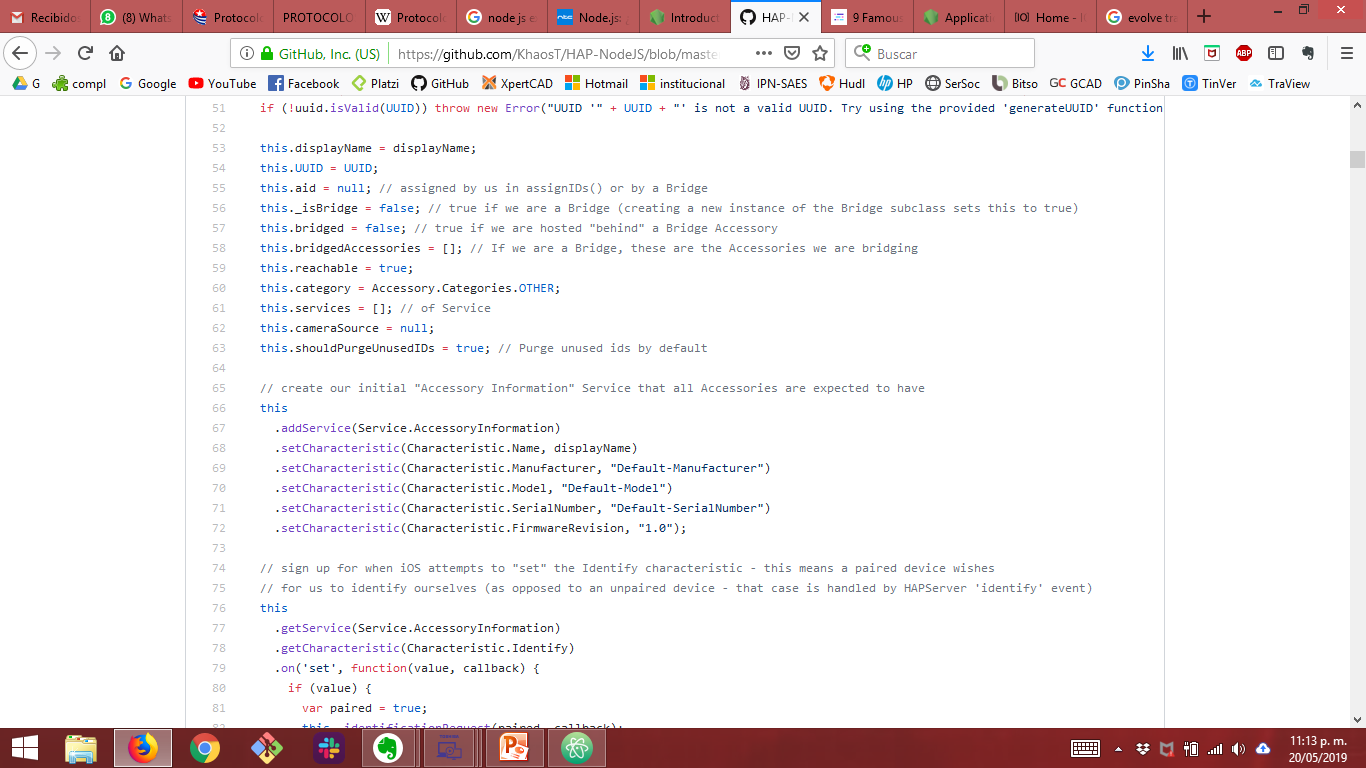 Recibidos
(8) Whats
Protocolo
PROTOCOLO
Protocolo
node js ex
Node.js:
Introduct
HAP-
9 Famous
Applicati
Home - I
evolve tra
GitHub, Inc. (US)
https://github.com/KhaosT/HAP-NodeJS/blob/maste
Buscar
G
compl
Google
YouTube
Facebook
Platzi
GitHub
XpertCAD
Hotmail
institucional
IPN-SAES
Hudl
HP
SerSoc
Bitso
GC GCAD
PinSha
TinVer
TraView
51 if (!uuid.isValid(UUID)) throw new Error("UUID '" + UUID + "' is not a valid UUID. Try using the provided 'generateUUID' function
52
53 this.displayName = displayName;
54 this.UUID = UUID;
55 this.aid = null; // assigned by us in assignIDs() or by a Bridge
56 this._isBridge = false; // true if we are a Bridge (creating a new instance of the Bridge subclass sets this to true)
57 this.bridged = false; // true if we are hosted "behind" a Bridge Accessory
58 this.bridgedAccessories = []; // If we are a Bridge, these are the Accessories we are bridging
59 this.reachable = true;
60 this.category = Accessory.Categories.OTHER;
61 this.services = []; // of Service
62 this.cameraSource = null;
63 this.shouldPurgeUnusedIDs = true; // Purge unused ids by default
64
65 // create our initial "Accessory Information" Service that all Accessories are expected to have
66 this
67 .addService(Service.AccessoryInformation)
68 .setCharacteristic(Characteristic.Name, displayName)
69 .setCharacteristic(Characteristic.Manufacturer, "Default-Manufacturer")
70 .setCharacteristic(Characteristic.Model, "Default-Model")
71 .setCharacteristic(Characteristic.SerialNumber, "Default-SerialNumber")
72 .setCharacteristic(Characteristic.FirmwareRevision, "1.0");
73
74 // sign up for when iOS attempts to "set" the Identify characteristic - this means a paired device wishes
75 // for us to identify ourselves (as opposed to an unpaired device - that case is handled by HAPServer 'identify' event)
76 this
77 .getService(Service.AccessoryInformation)
78 .getCharacteristic(Characteristic.Identify)
79 .on('set', function(value, callback) {
80 if (value) {
81 var paired = true;
82 this._identificationRequest(paired, callback);
11:13 p. m.
20/05/2019